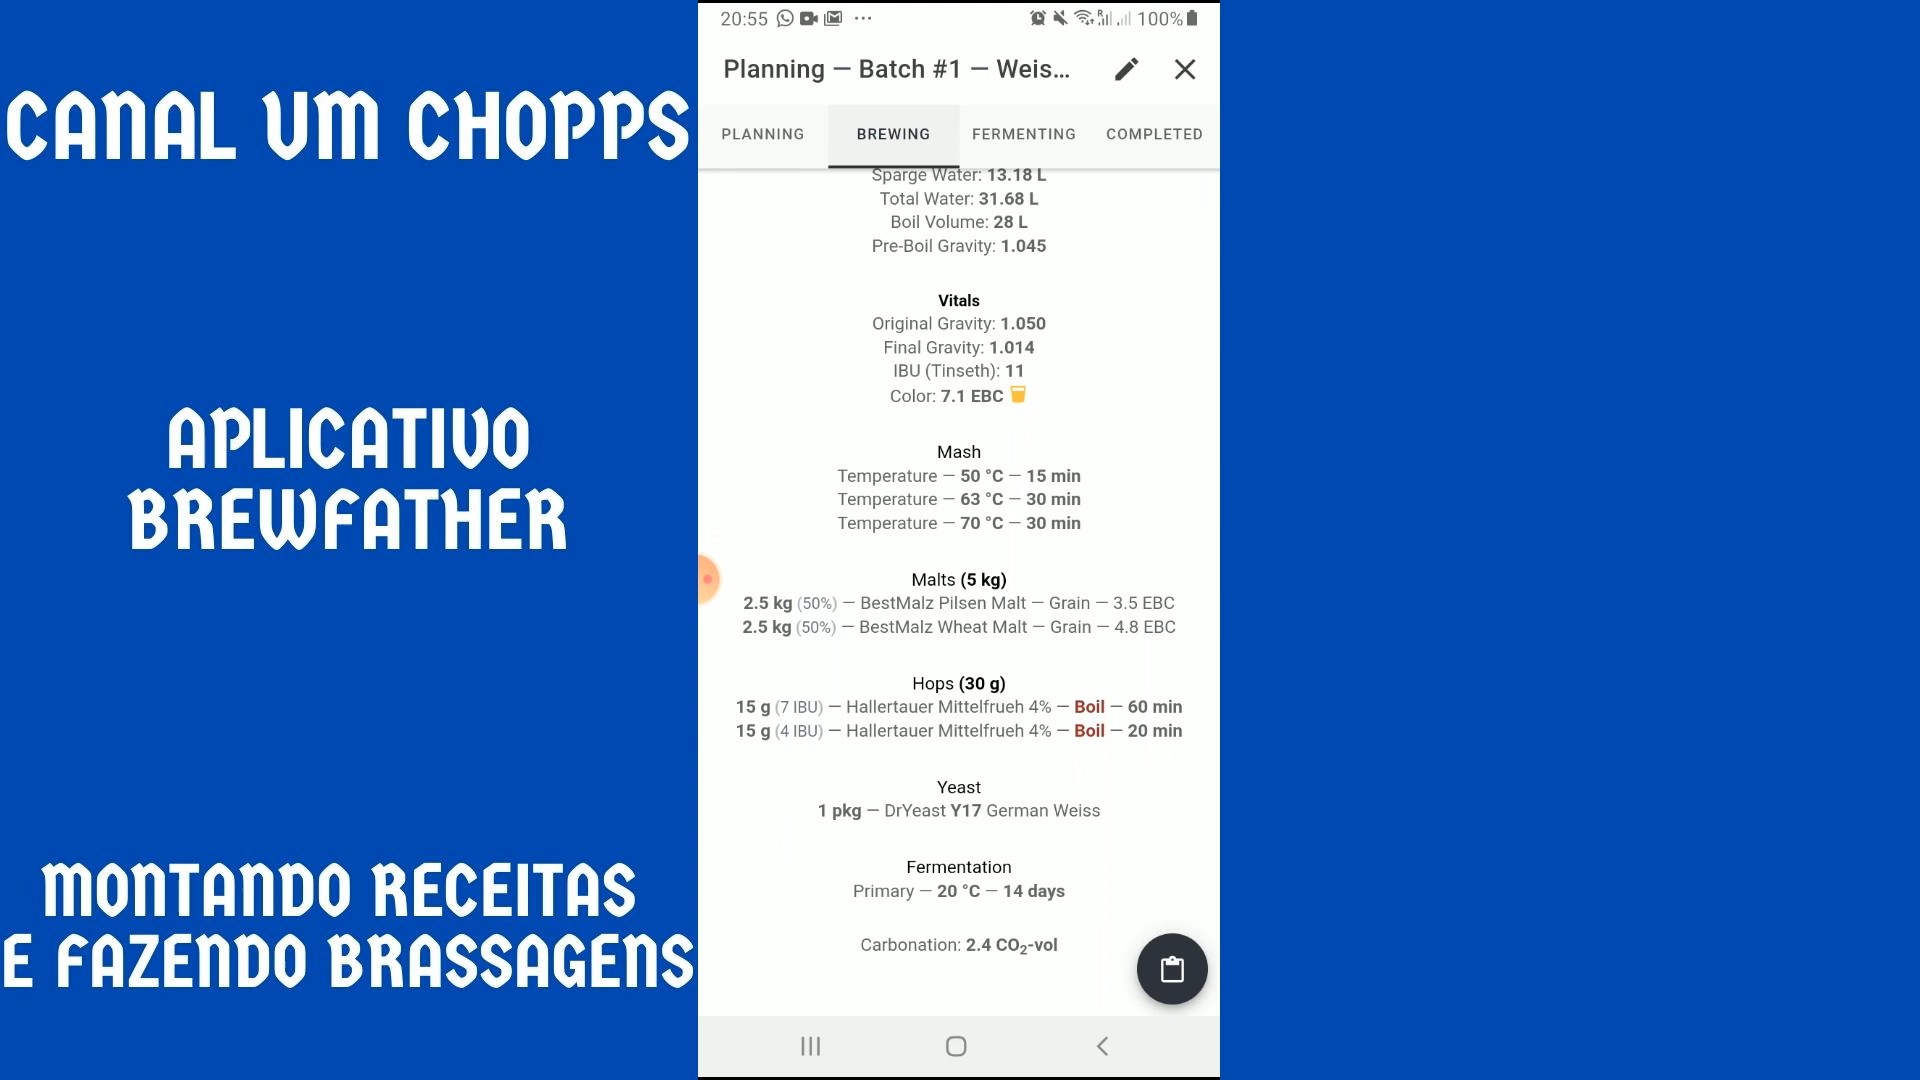 CANAL UM CHOPPS
APLICATIVO
BREWFATHER
MONTANDO RECEITAS
E FAZENDO BRASSAGENS
20:55
100%
Planning — Batch #1 — Weis...
PLANNING
BREWING
FERMENTING
COMPLETED
Sparge Water: 13.18 L
Total Water: 31.68 L
Boil Volume: 28 L
Pre-Boil Gravity: 1.045
Vitals
Original Gravity: 1.050
Final Gravity: 1.014
IBU (Tinseth): 11
Color: 7.1 EBC
Mash
Temperature — 50 °C — 15 min
Temperature — 63 °C — 30 min
Temperature — 70 °C — 30 min
Malts (5 kg)
2.5 kg (50%) — BestMalz Pilsen Malt — Grain — 3.5 EBC
2.5 kg (50%) — BestMalz Wheat Malt — Grain — 4.8 EBC
Hops (30 g)
15 g (7 IBU) — Hallertauer Mittelfrueh 4% — Boil — 60 min
15 g (4 IBU) — Hallertauer Mittelfrueh 4% — Boil — 20 min
Yeast
1 pkg — DrYeast Y17 German Weiss
Fermentation
Primary — 20 °C — 14 days
Carbonation: 2.4 CO₂-vol